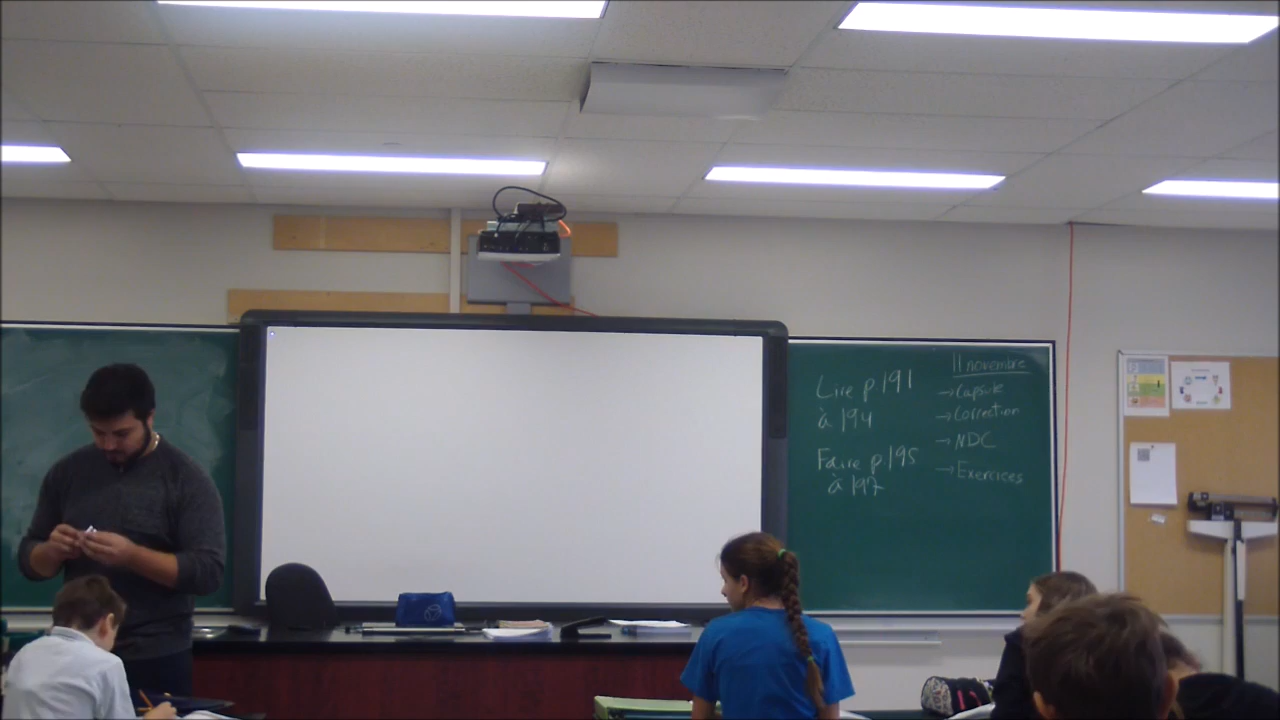 Lire p.191
à 194
Faire p.195
à 197
11 novembre
→Capsule
→Correction
→NDC
→Exercices